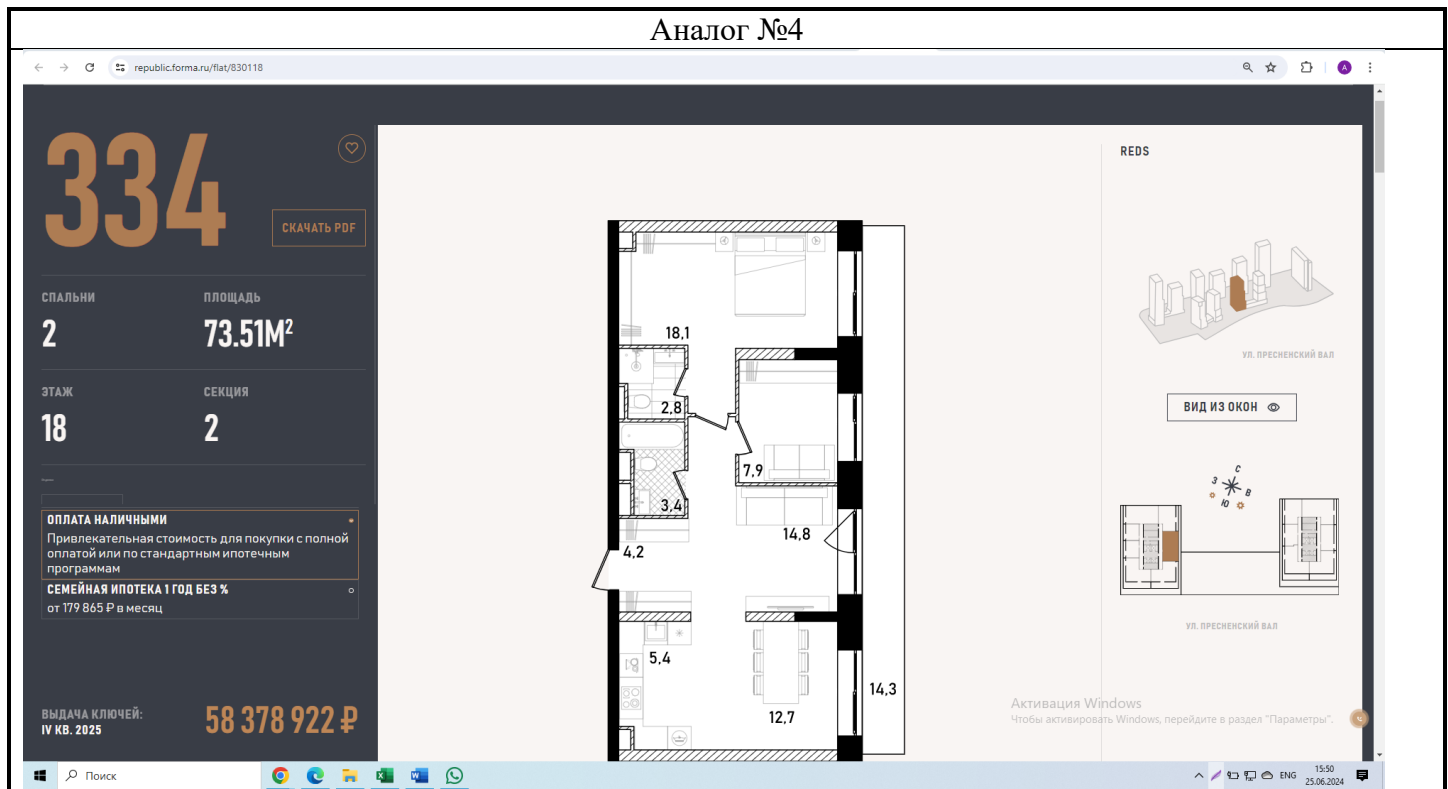 Аналог №4
republic.forma.ru/flat/830118
A
334
СКАЧАТЬ PDF
СПАЛЬНИ
ПЛОЩАДЬ
2
73.51М²
ЭТАЖ
СЕКЦИЯ
18
2
ОПЛАТА НАЛИЧНЫМИ
Привлекательная стоимость для покупки с полной
оплатой или по стандартным ипотечным
программам
СЕМЕЙНАЯ ИПОТЕКА 1 ГОД БЕЗ %
от 179 865 ₽ в месяц
ВЫДАЧА КЛЮЧЕЙ:
IV КВ. 2025
58 378 922 ₽
18,1
2,8
7,9
3,4
14,8
4,2
5,4
14,3
12,7
REDS
УЛ. ПРЕСНЕНСКИЙ ВАЛ
ВИД ИЗ ОКОН
С
З
В
Ю
УЛ. ПРЕСНЕНСКИЙ ВАЛ
Активация Windows
Чтобы активировать Windows, перейдите в раздел "Параметры".
Поиск
ENG
15:50
25.06.2024